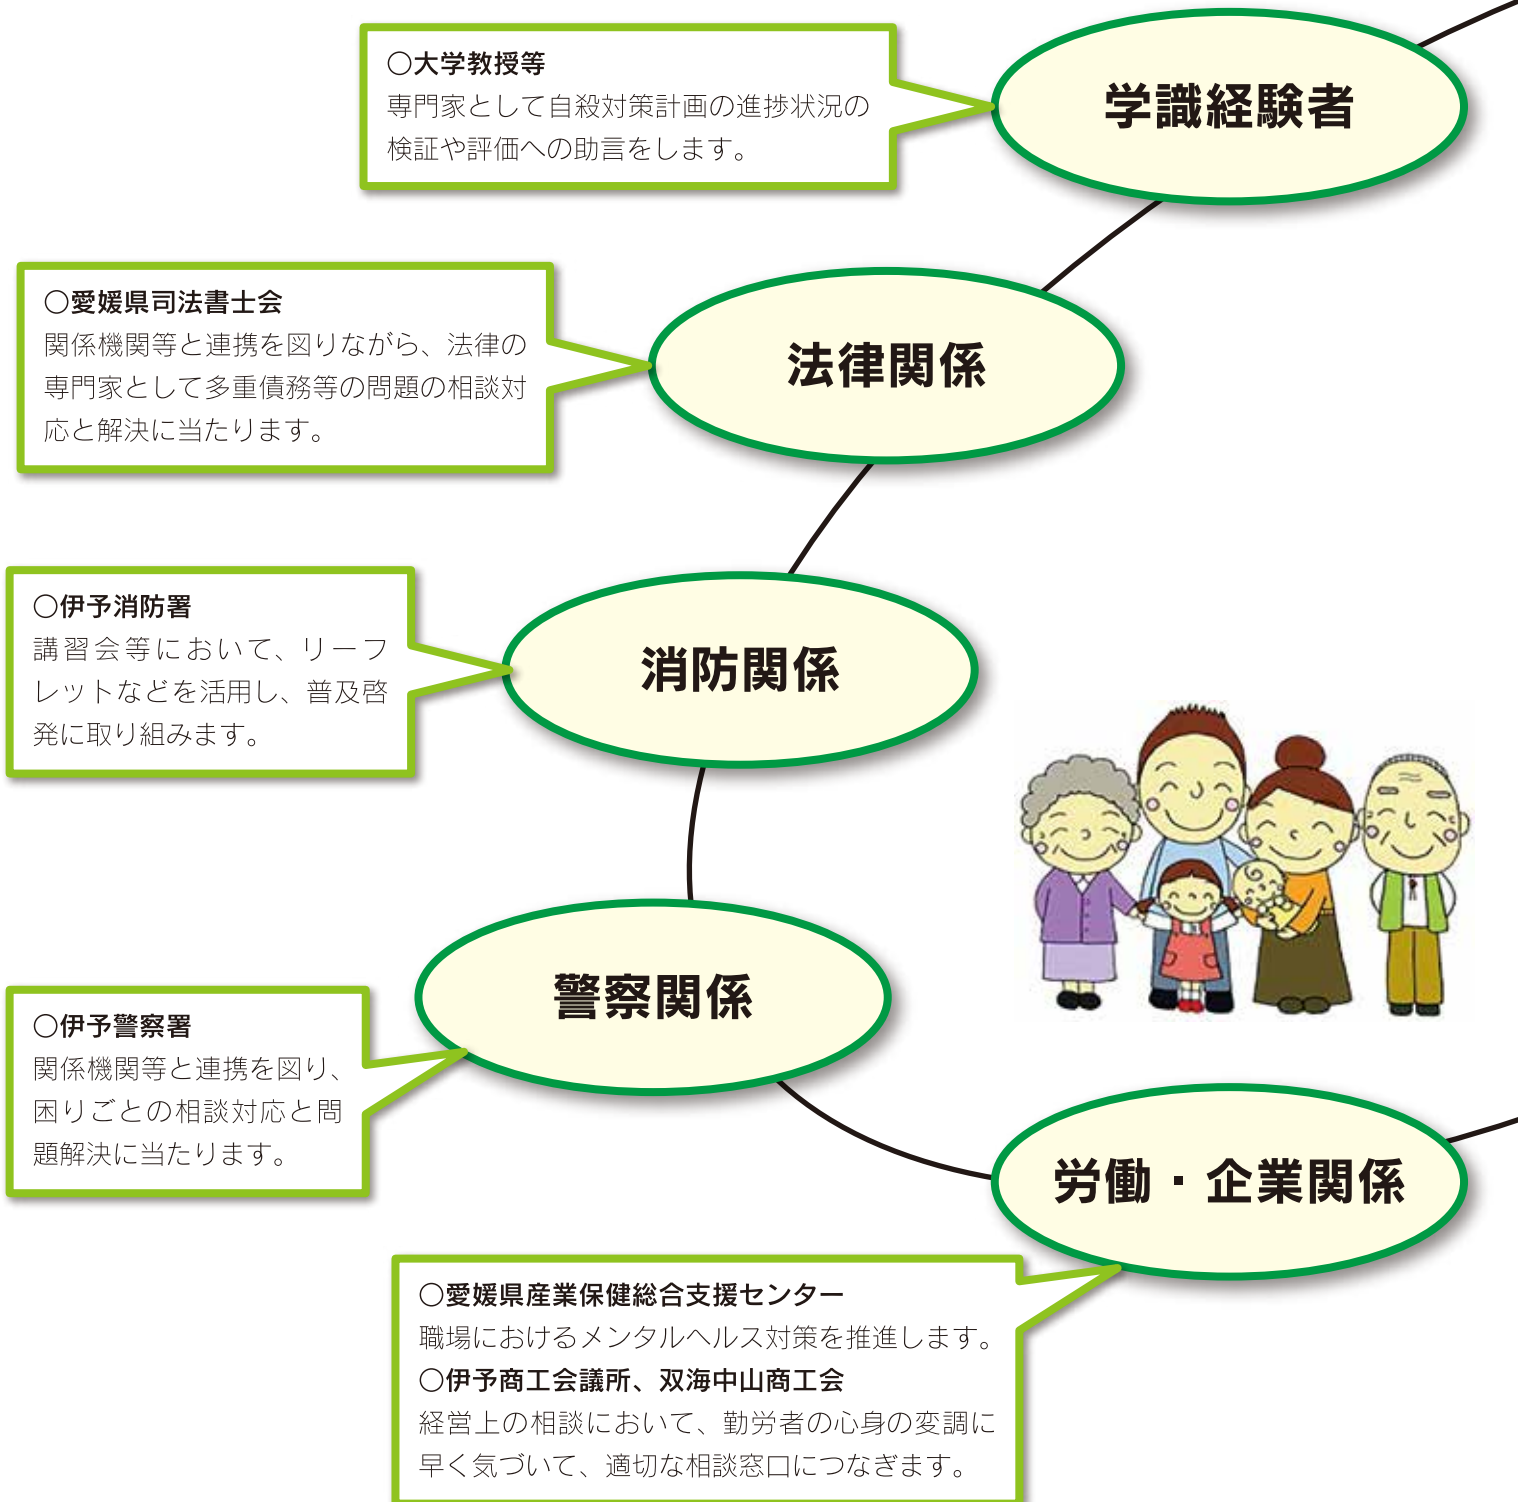 ○大学教授等
専門家として自殺対策計画の進捗状況の
検証や評価への助言をします。
学識経験者
○愛媛県司法書士会
関係機関等と連携を図りながら、法律の
専門家として多重債務等の問題の相談対
応と解決に当たります。
法律関係
○伊予消防署
講習会等において、リーフ
レットなどを活用し、普及啓
発に取り組みます。
消防関係
警察関係
○伊予警察署
関係機関等と連携を図り、
困りごとの相談対応と問
題解決に当たります。
労働・企業関係
○愛媛県産業保健総合支援センター
職場におけるメンタルヘルス対策を推進します。
○伊予商工会議所、双海中山商工会
経営上の相談において、勤労者の心身の変調に
早く気づいて、適切な相談窓口につなぎます。